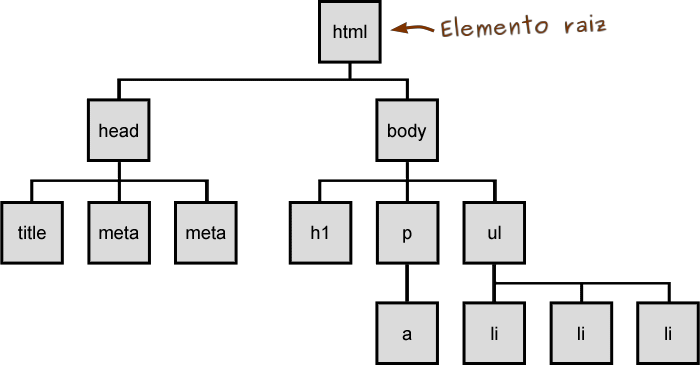 html
Elemento raiz
head
body
title
meta
meta
h1
p
ul
a
li
li
li